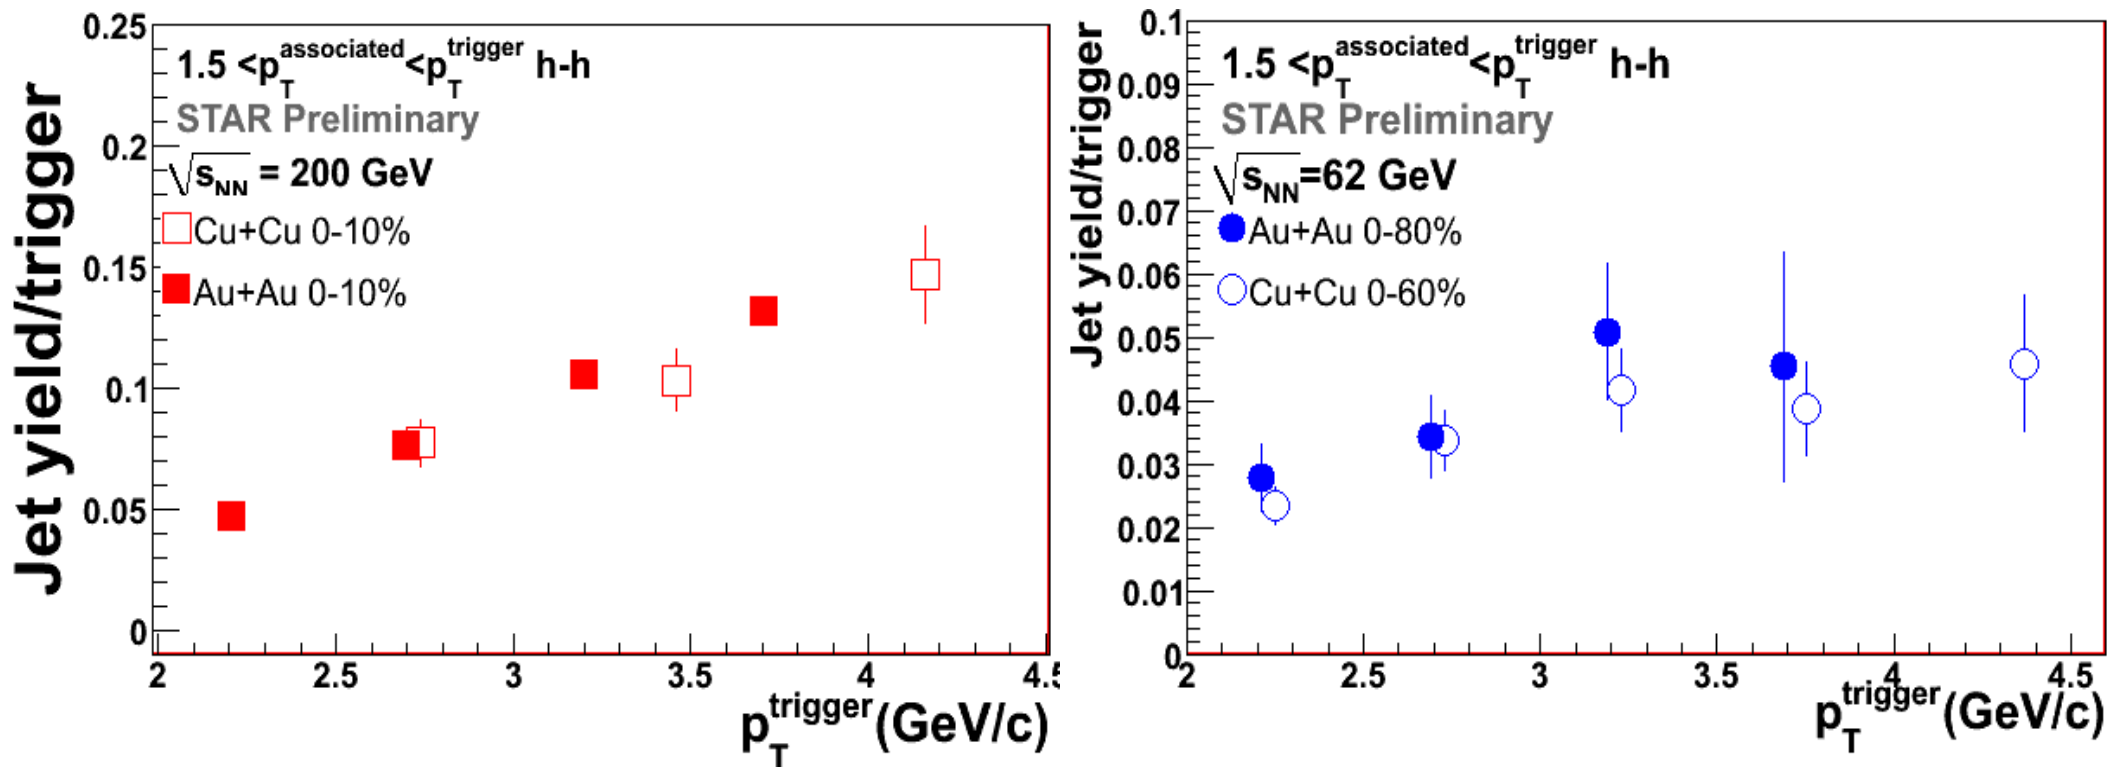 Jet yield/trigger
0.25
0.2
0.15
0.1
0.05
0
1.5 <p_T^associated<p_T^trigger h-h
STAR Preliminary
√s_NN = 200 GeV
Cu+Cu 0-10%
Au+Au 0-10%
2 2.5 3 3.5 4 4.5
p_T^trigger(GeV/c)
Jet yield/trigger
0.1
0.09
0.08
0.07
0.06
0.05
0.04
0.03
0.02
0.01
0
1.5 <p_T^associated<p_T^trigger h-h
STAR Preliminary
√s_NN=62 GeV
Au+Au 0-80%
Cu+Cu 0-60%
2 2.5 3 3.5 4 4.5
p_T^trigger(GeV/c)